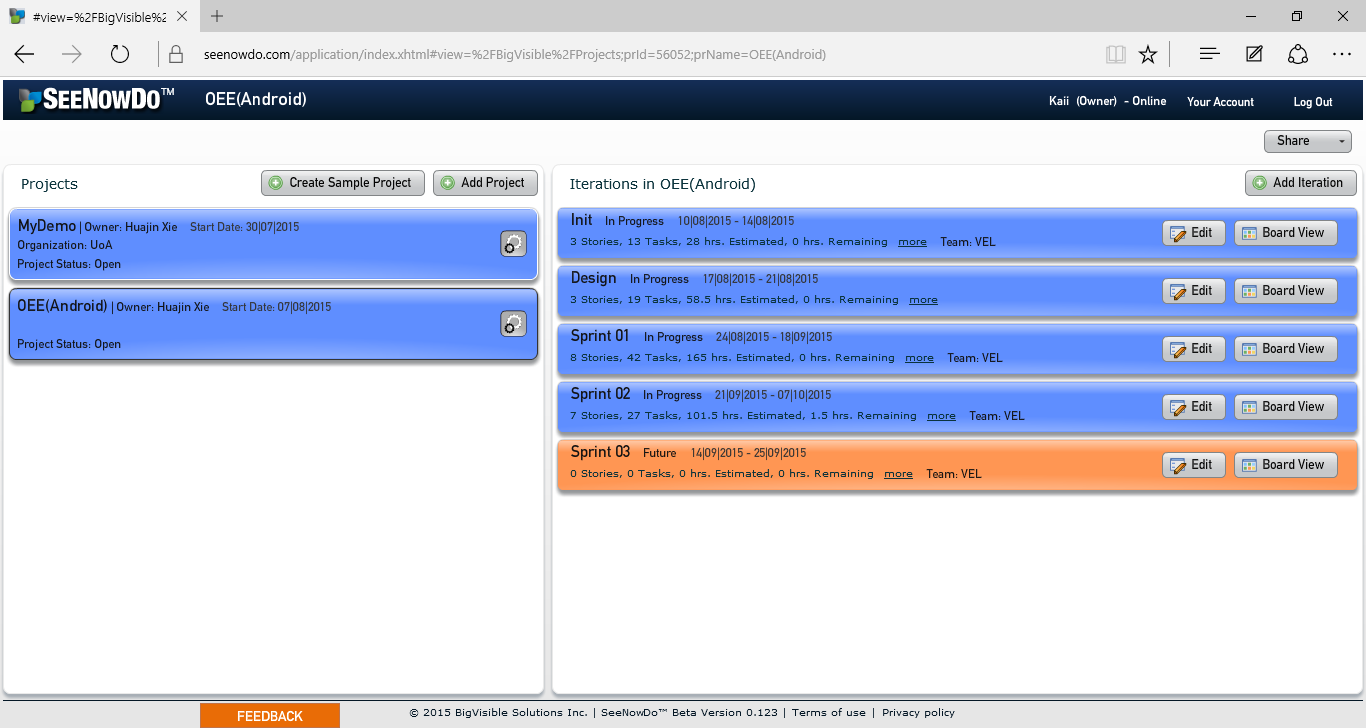 #view=%2FBigVisible%2
seenowdo.com/application/index.xhtml#view=%2FBigVisible%2FProjects;prId=56052;prName=OEE(Android)
SEENOWDO™ OEE(Android) Kaii (Owner) - Online Your Account Log Out
Share
Projects Create Sample Project Add Project
MyDemo | Owner: Huajin Xie Start Date: 30|07|2015
Organization: UoA
Project Status: Open
OEE(Android) | Owner: Huajin Xie Start Date: 07|08|2015
Project Status: Open
Iterations in OEE(Android) Add Iteration
Init In Progress 10|08|2015 - 14|08|2015
3 Stories, 13 Tasks, 28 hrs. Estimated, 0 hrs. Remaining more Team: VEL
Edit Board View
Design In Progress 17|08|2015 - 21|08|2015
3 Stories, 19 Tasks, 58.5 hrs. Estimated, 0 hrs. Remaining more
Edit Board View
Sprint 01 In Progress 24|08|2015 - 18|09|2015
8 Stories, 42 Tasks, 165 hrs. Estimated, 0 hrs. Remaining more Team: VEL
Edit Board View
Sprint 02 In Progress 21|09|2015 - 07|10|2015
7 Stories, 27 Tasks, 101.5 hrs. Estimated, 1.5 hrs. Remaining more Team: VEL
Edit Board View
Sprint 03 Future 14|09|2015 - 25|09|2015
0 Stories, 0 Tasks, 0 hrs. Estimated, 0 hrs. Remaining more Team: VEL
Edit Board View
FEEDBACK
© 2015 BigVisible Solutions Inc. | SeeNowDo™ Beta Version 0.123 | Terms of use | Privacy policy